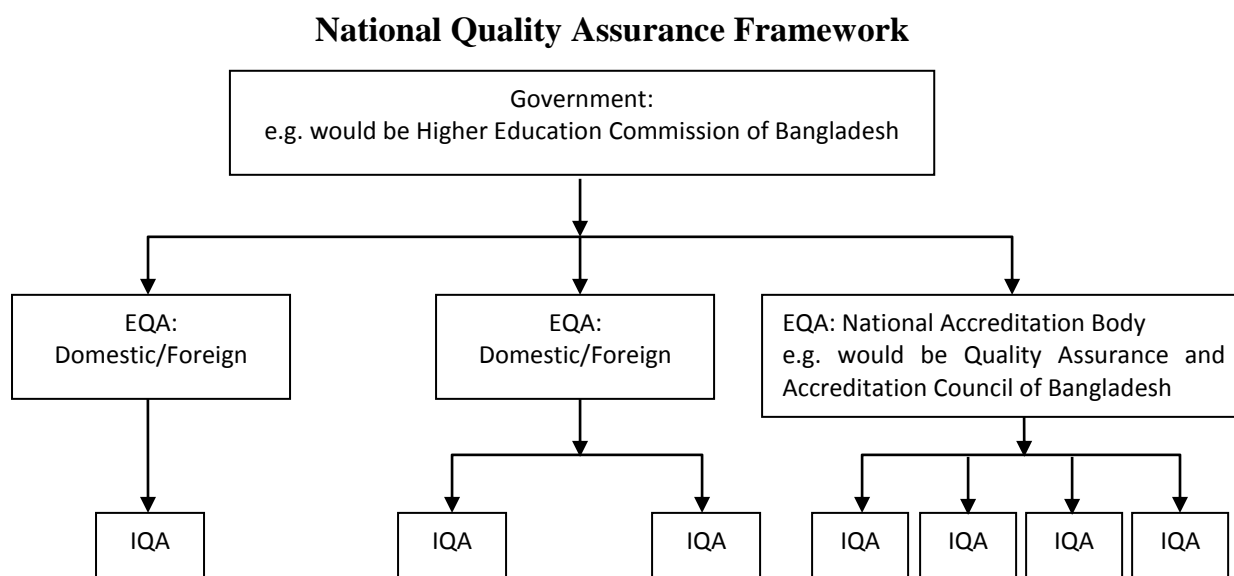 National Quality Assurance Framework
Government:
e.g. would be Higher Education Commission of Bangladesh
EQA:
Domestic/Foreign
EQA:
Domestic/Foreign
EQA: National Accreditation Body
e.g. would be Quality Assurance and
Accreditation Council of Bangladesh
IQA
IQA
IQA
IQA
IQA
IQA
IQA